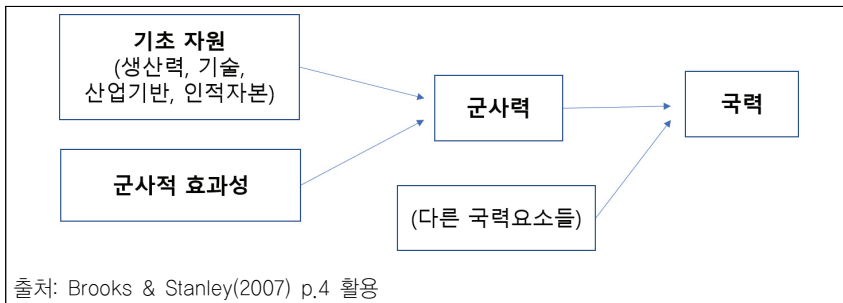 기초 자원
(생산력, 기술,
산업기반, 인적자본)
군사적 효과성
군사력
(다른 국력요소들)
국력
출처: Brooks & Stanley(2007) p.4 활용